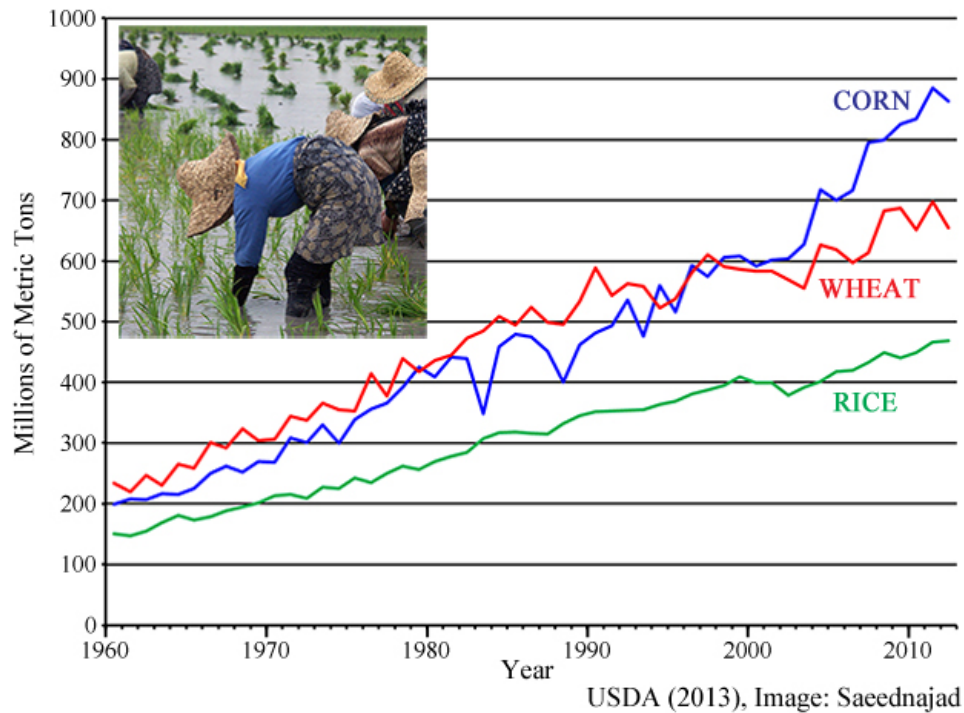 Millions of Metric Tons
1000
900
800
700
600
500
400
300
200
100
0
CORN
WHEAT
RICE
1960 1970 1980 1990 2000 2010
Year
USDA (2013), Image: Saeednajad